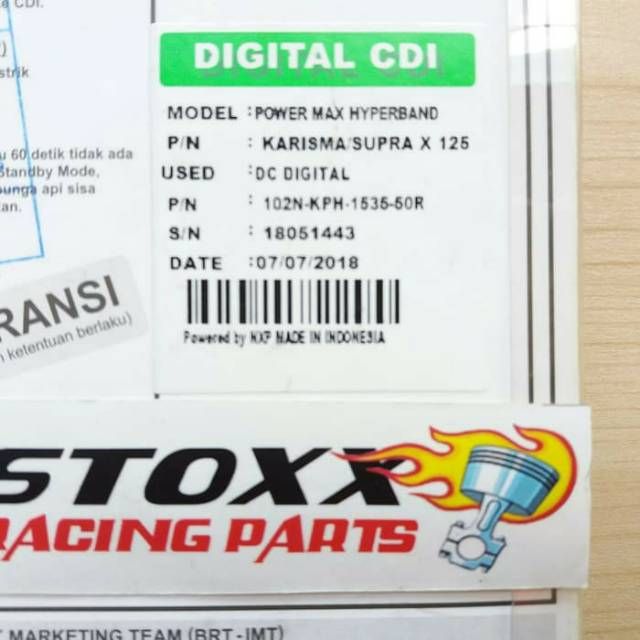 CDI.
strik
u 60 detik tidak ada
Standby Mode,
bunga api sisa
kan.
RANSI
n ketentuan berlaku)
DIGITAL CDI
MODEL : POWER MAX HYPERBAND
P/N : KARISMA/SUPRA X 125
USED : DC DIGITAL
P/N : 102N-KPH-1535-50R
S/N : 18051443
DATE : 07/07/2018
Powered by NXP MADE IN INDONESIA
STOXX
RACING PARTS
MARKETING TEAM (BRT-IMT)